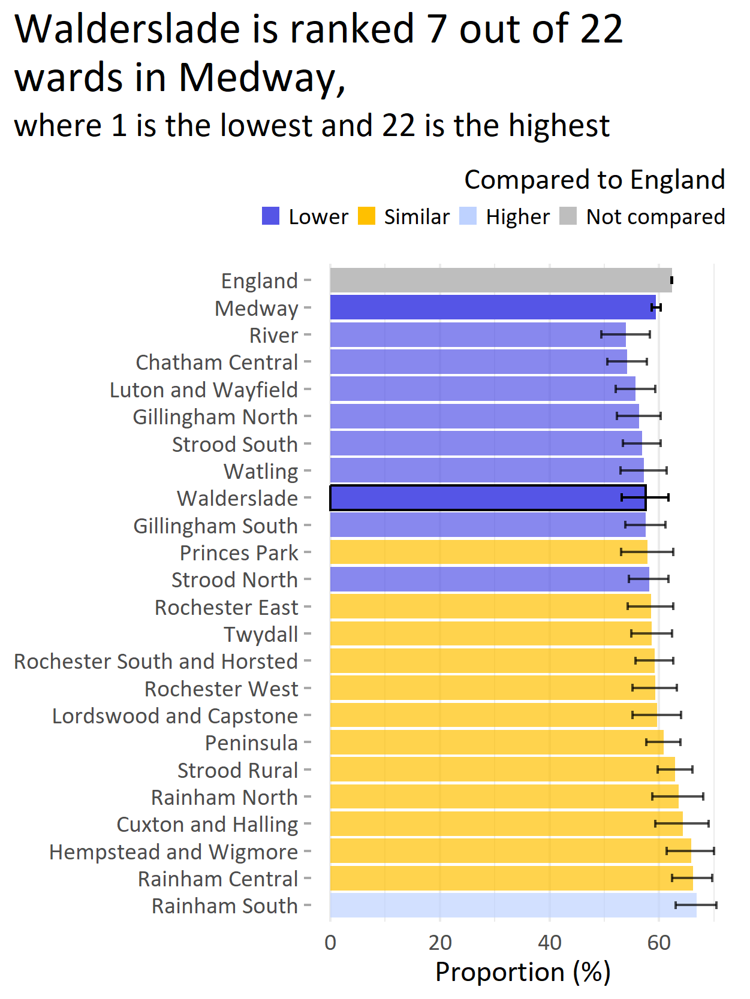 Walderslade is ranked 7 out of 22
wards in Medway,
where 1 is the lowest and 22 is the highest
Compared to England
Lower Similar Higher Not compared
England
Medway
River
Chatham Central
Luton and Wayfield
Gillingham North
Strood South
Watling
Walderslade
Gillingham South
Princes Park
Strood North
Rochester East
Twydall
Rochester South and Horsted
Rochester West
Lordswood and Capstone
Peninsula
Strood Rural
Rainham North
Cuxton and Halling
Hempstead and Wigmore
Rainham Central
Rainham South
0 20 40 60
Proportion (%)